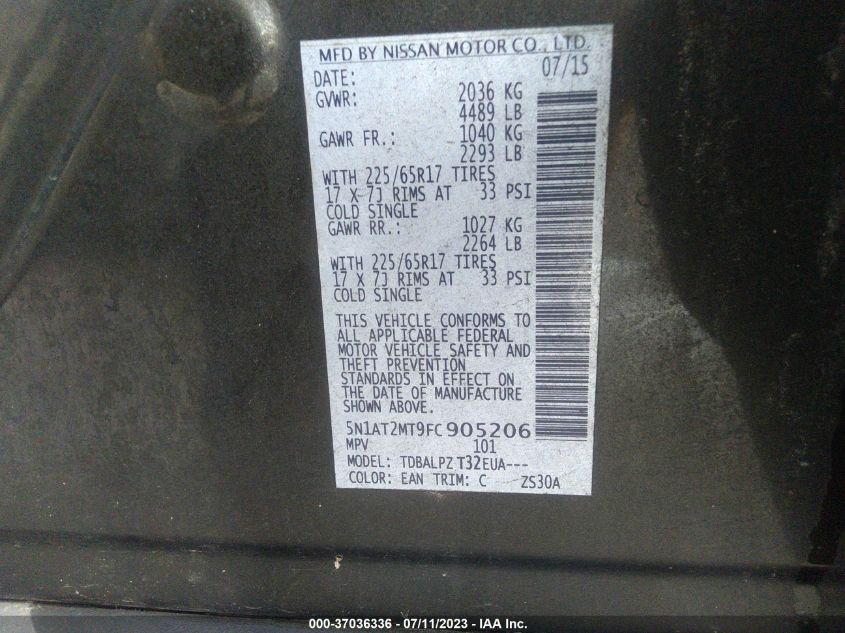 MFD BY NISSAN MOTOR CO., LTD.
DATE: 07/15
GVWR: 2036 KG
4489 LB
GAWR FR.: 1040 KG
2293 LB
WITH 225/65R17 TIRES
17 X 7J RIMS AT 33 PSI
COLD SINGLE
GAWR RR.: 1027 KG
2264 LB
WITH 225/65R17 TIRES
17 X 7J RIMS AT 33 PSI
COLD SINGLE
THIS VEHICLE CONFORMS TO
ALL APPLICABLE FEDERAL
MOTOR VEHICLE SAFETY AND
THEFT PREVENTION
STANDARDS IN EFFECT ON
THE DATE OF MANUFACTURE
SHOWN ABOVE.
5N1AT2MT9FC905206
MPV 101
MODEL: TDBALPZ T32EUA---
COLOR: EAN TRIM: C ZS30A
000-37036336 - 07/11/2023 - IAA Inc.